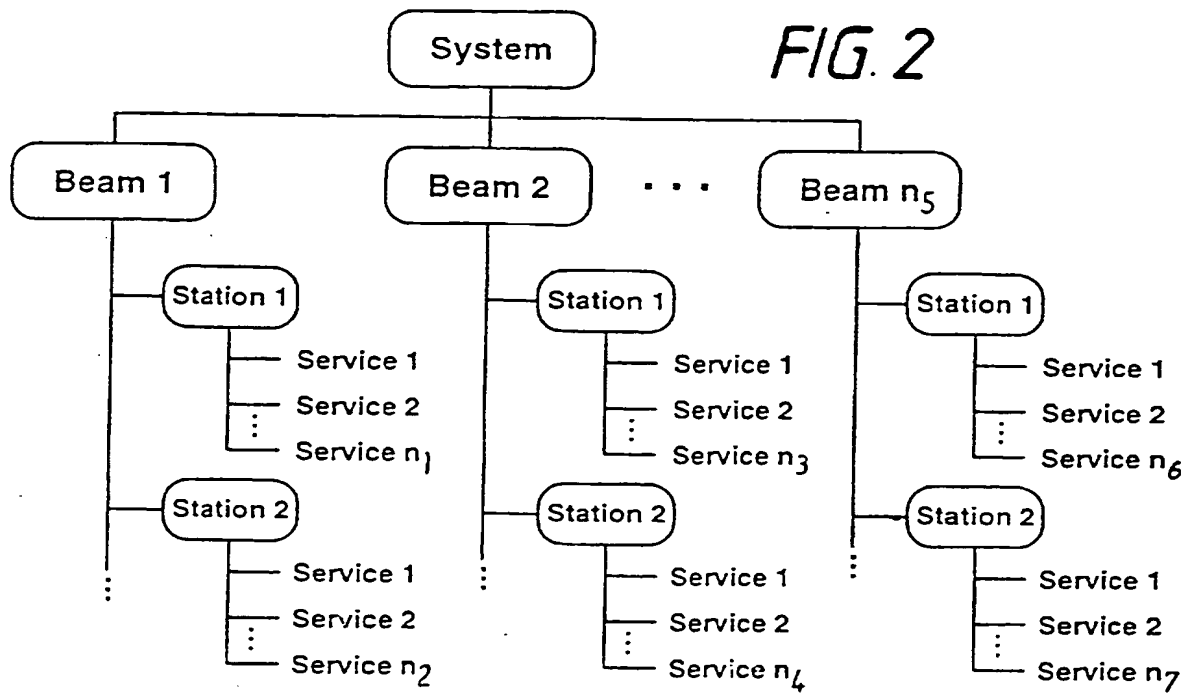 System
FIG. 2
Beam 1
Beam 2
. . .
Beam n5
Station 1
Service 1
Service 2
Service n1
Station 2
Service 1
Service 2
Service n2
Station 1
Service 1
Service 2
Service n3
Station 2
Service 1
Service 2
Service n4
Station 1
Service 1
Service 2
Service n6
Station 2
Service 1
Service 2
Service n7